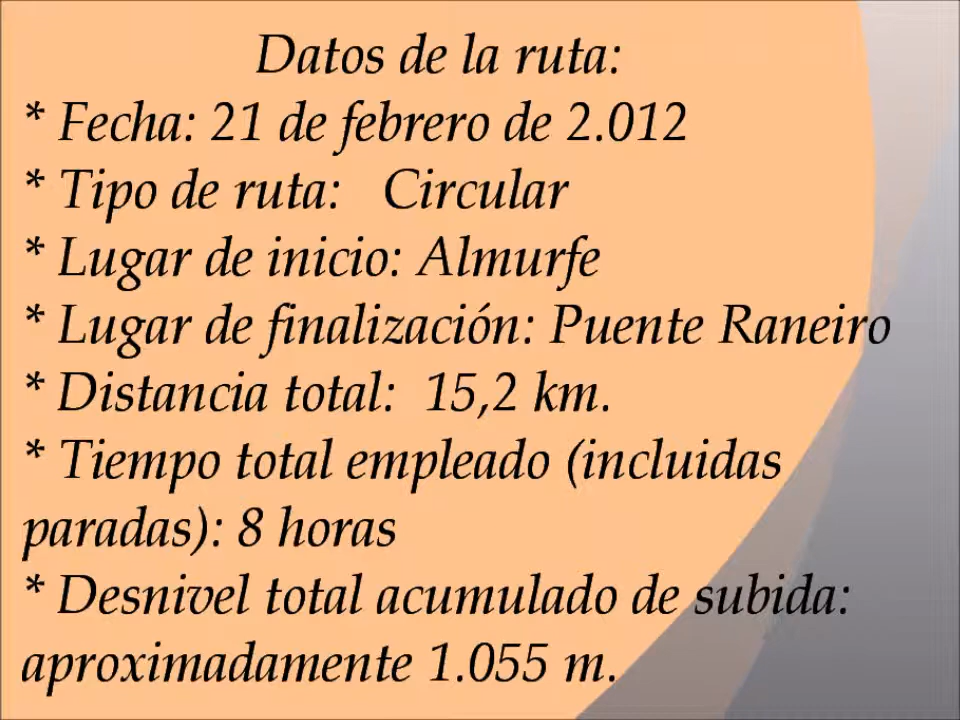 Datos de la ruta:
* Fecha: 21 de febrero de 2.012
* Tipo de ruta: Circular
* Lugar de inicio: Almurfe
* Lugar de finalización: Puente Raneiro
* Distancia total: 15,2 km.
* Tiempo total empleado (incluidas
paradas): 8 horas
* Desnivel total acumulado de subida:
aproximadamente 1.055 m.